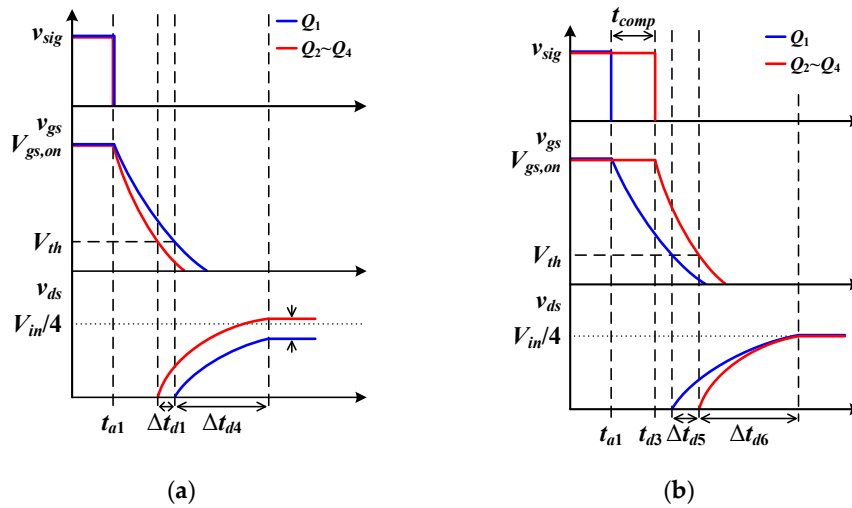 v_sig
Q_1
Q_2~Q_4
v_gs
V_gs,on
V_th
v_ds
V_in/4
t_a1
Δt_d1
Δt_d4
(a)
t_comp
v_sig
Q_1
Q_2~Q_4
v_gs
V_gs,on
V_th
v_ds
V_in/4
t_a1
t_d3
Δt_d5
Δt_d6
(b)